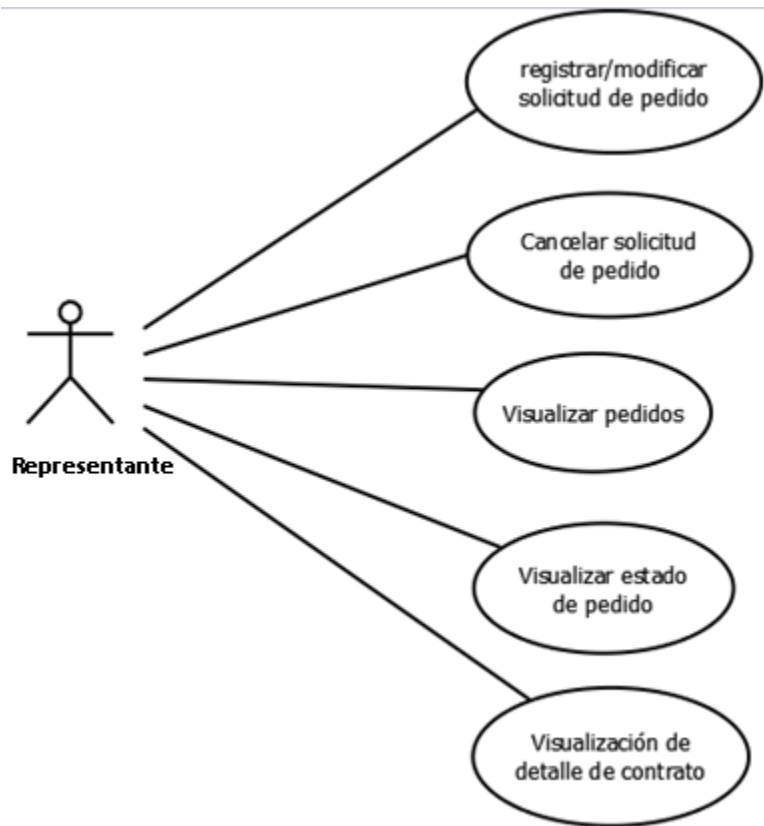 registrar/modificar
solicitud de pedido
Cancelar solicitud
de pedido
Visualizar pedidos
Representante
Visualizar estado
de pedido
Visualización de
detalle de contrato